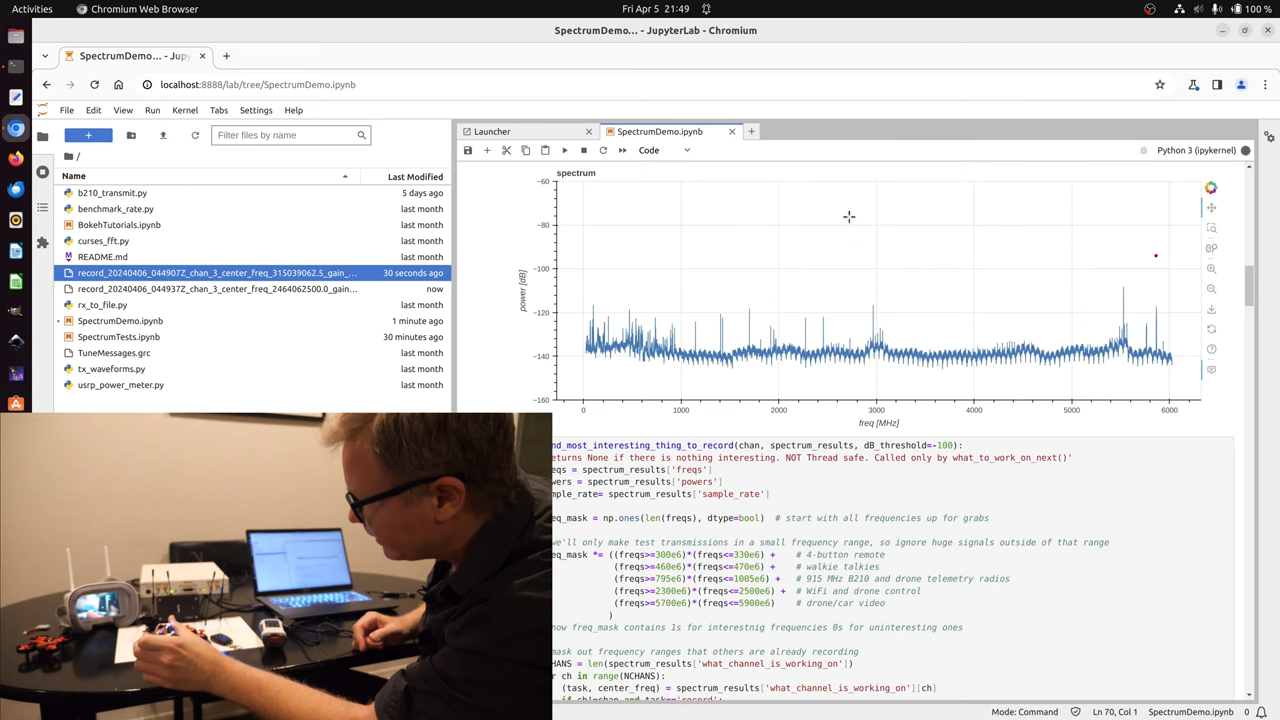 Activities
Chromium Web Browser
Fri Apr 5 21:49
100 %
SpectrumDemo... - JupyterLab - Chromium
SpectrumDemo... - Jupy
localhost:8888/lab/tree/SpectrumDemo.ipynb
File Edit View Run Kernel Tabs Settings Help
Filter files by name
/
Name Last Modified
b210_transmit.py 5 days ago
benchmark_rate.py last month
BokehTutorials.ipynb last month
curses_fft.py last month
README.md last month
record_20240406_044907Z_chan_3_center_freq_315039062.5_gain_... 30 seconds ago
record_20240406_044937Z_chan_3_center_freq_2464062500.0_gain... now
rx_to_file.py last month
SpectrumDemo.ipynb 1 minute ago
SpectrumTests.ipynb 30 minutes ago
TuneMessages.grc last month
tx_waveforms.py last month
usrp_power_meter.py last month
Launcher
SpectrumDemo.ipynb
Code
Python 3 (ipykernel)
spectrum
−60
−80
−100
−120
−140
−160
power [dB]
0 1000 2000 3000 4000 5000 6000
freq [MHz]
nd_most_interesting_thing_to_record(chan, spectrum_results, dB_threshold=-100):
eturns None if there is nothing interesting. NOT Thread safe. Called only by what_to_work_on_next()'
eqs = spectrum_results['freqs']
wers = spectrum_results['powers']
mple_rate= spectrum_results['sample_rate']
eq_mask = np.ones(len(freqs), dtype=bool) # start with all frequencies up for grabs
we'll only make test transmissions in a small frequency range, so ignore huge signals outside of that range
eq_mask *= ((freqs>=300e6)*(freqs<=330e6) + # 4-button remote
(freqs>=460e6)*(freqs<=470e6) + # walkie talkies
(freqs>=795e6)*(freqs<=1005e6) + # 915 MHz B210 and drone telemetry radios
(freqs>=2300e6)*(freqs<=2500e6) + # WiFi and drone control
(freqs>=5700e6)*(freqs<=5900e6) # drone/car video
)
now freq_mask contains 1s for interestnig frequencies 0s for uninteresting ones
mask out frequency ranges that others are already recording
HANS = len(spectrum_results['what_channel_is_working_on'])
r ch in range(NCHANS):
(task, center_freq) = spectrum_results['what_channel_is_working_on'][ch]
if ch!=chan and task=='record':
Mode: Command
Ln 70, Col 1
SpectrumDemo.ipynb
0